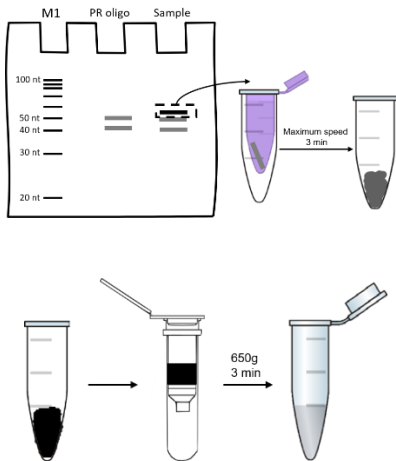 M1 PR oligo Sample
100 nt
50 nt
40 nt
30 nt
20 nt
Maximum speed
3 min
650g
3 min